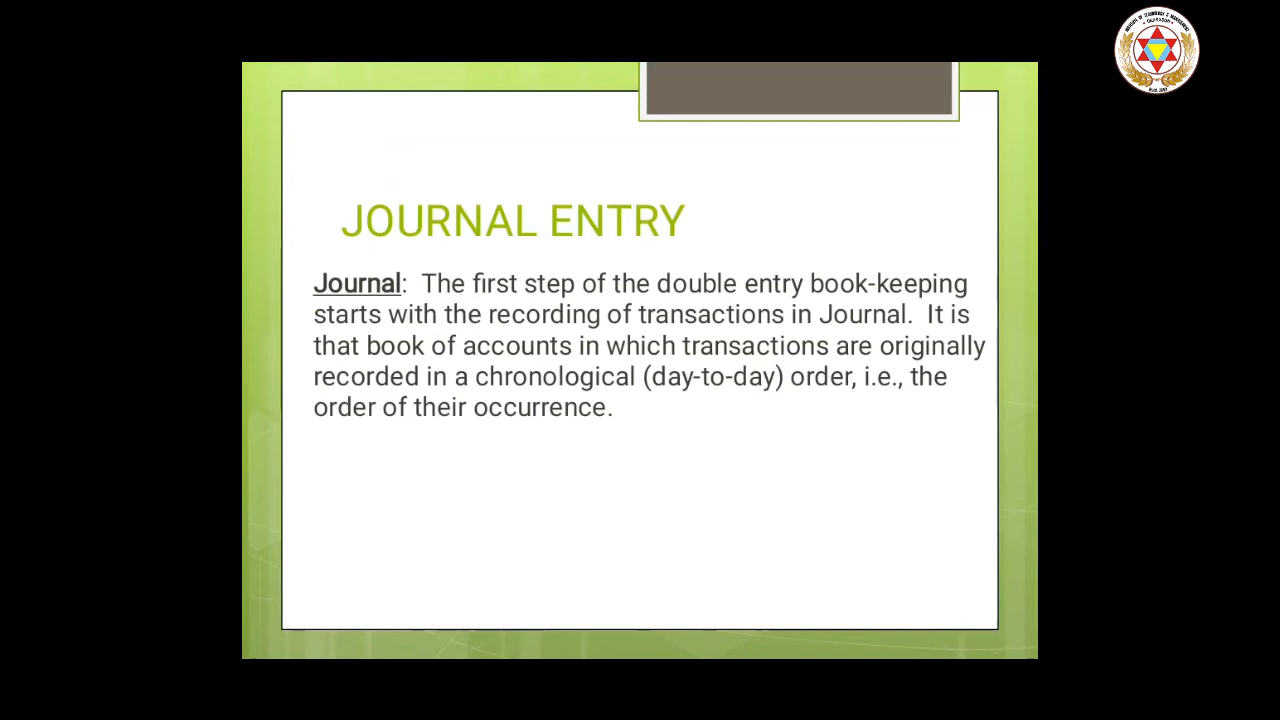 JOURNAL ENTRY
Journal: The first step of the double entry book-keeping
starts with the recording of transactions in Journal. It is
that book of accounts in which transactions are originally
recorded in a chronological (day-to-day) order, i.e., the
order of their occurrence.